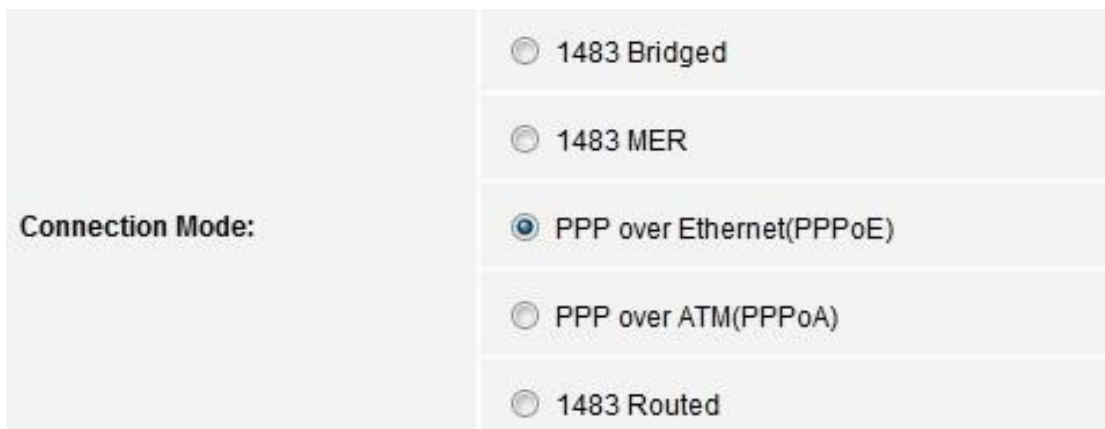 1483 Bridged
1483 MER
Connection Mode:
PPP over Ethernet(PPPoE)
PPP over ATM(PPPoA)
1483 Routed